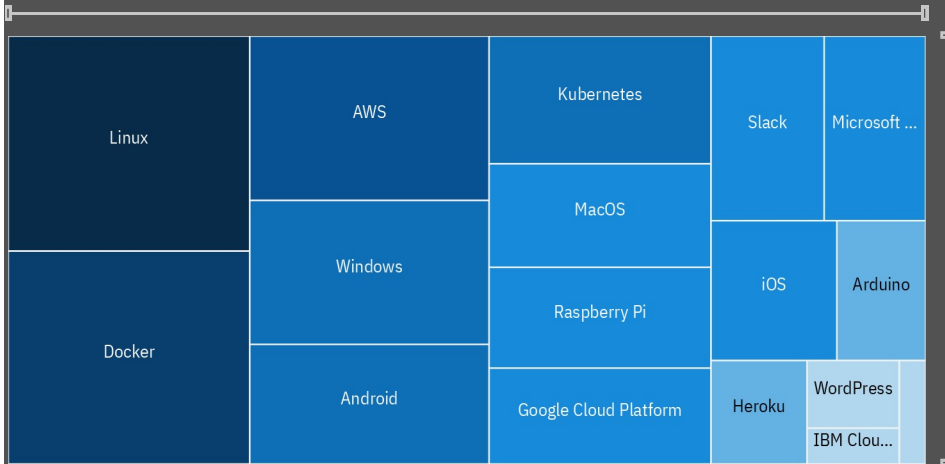 Linux
Docker
AWS
Windows
Android
Kubernetes
MacOS
Raspberry Pi
Google Cloud Platform
Slack
Microsoft ...
iOS
Arduino
Heroku
WordPress
IBM Clou...